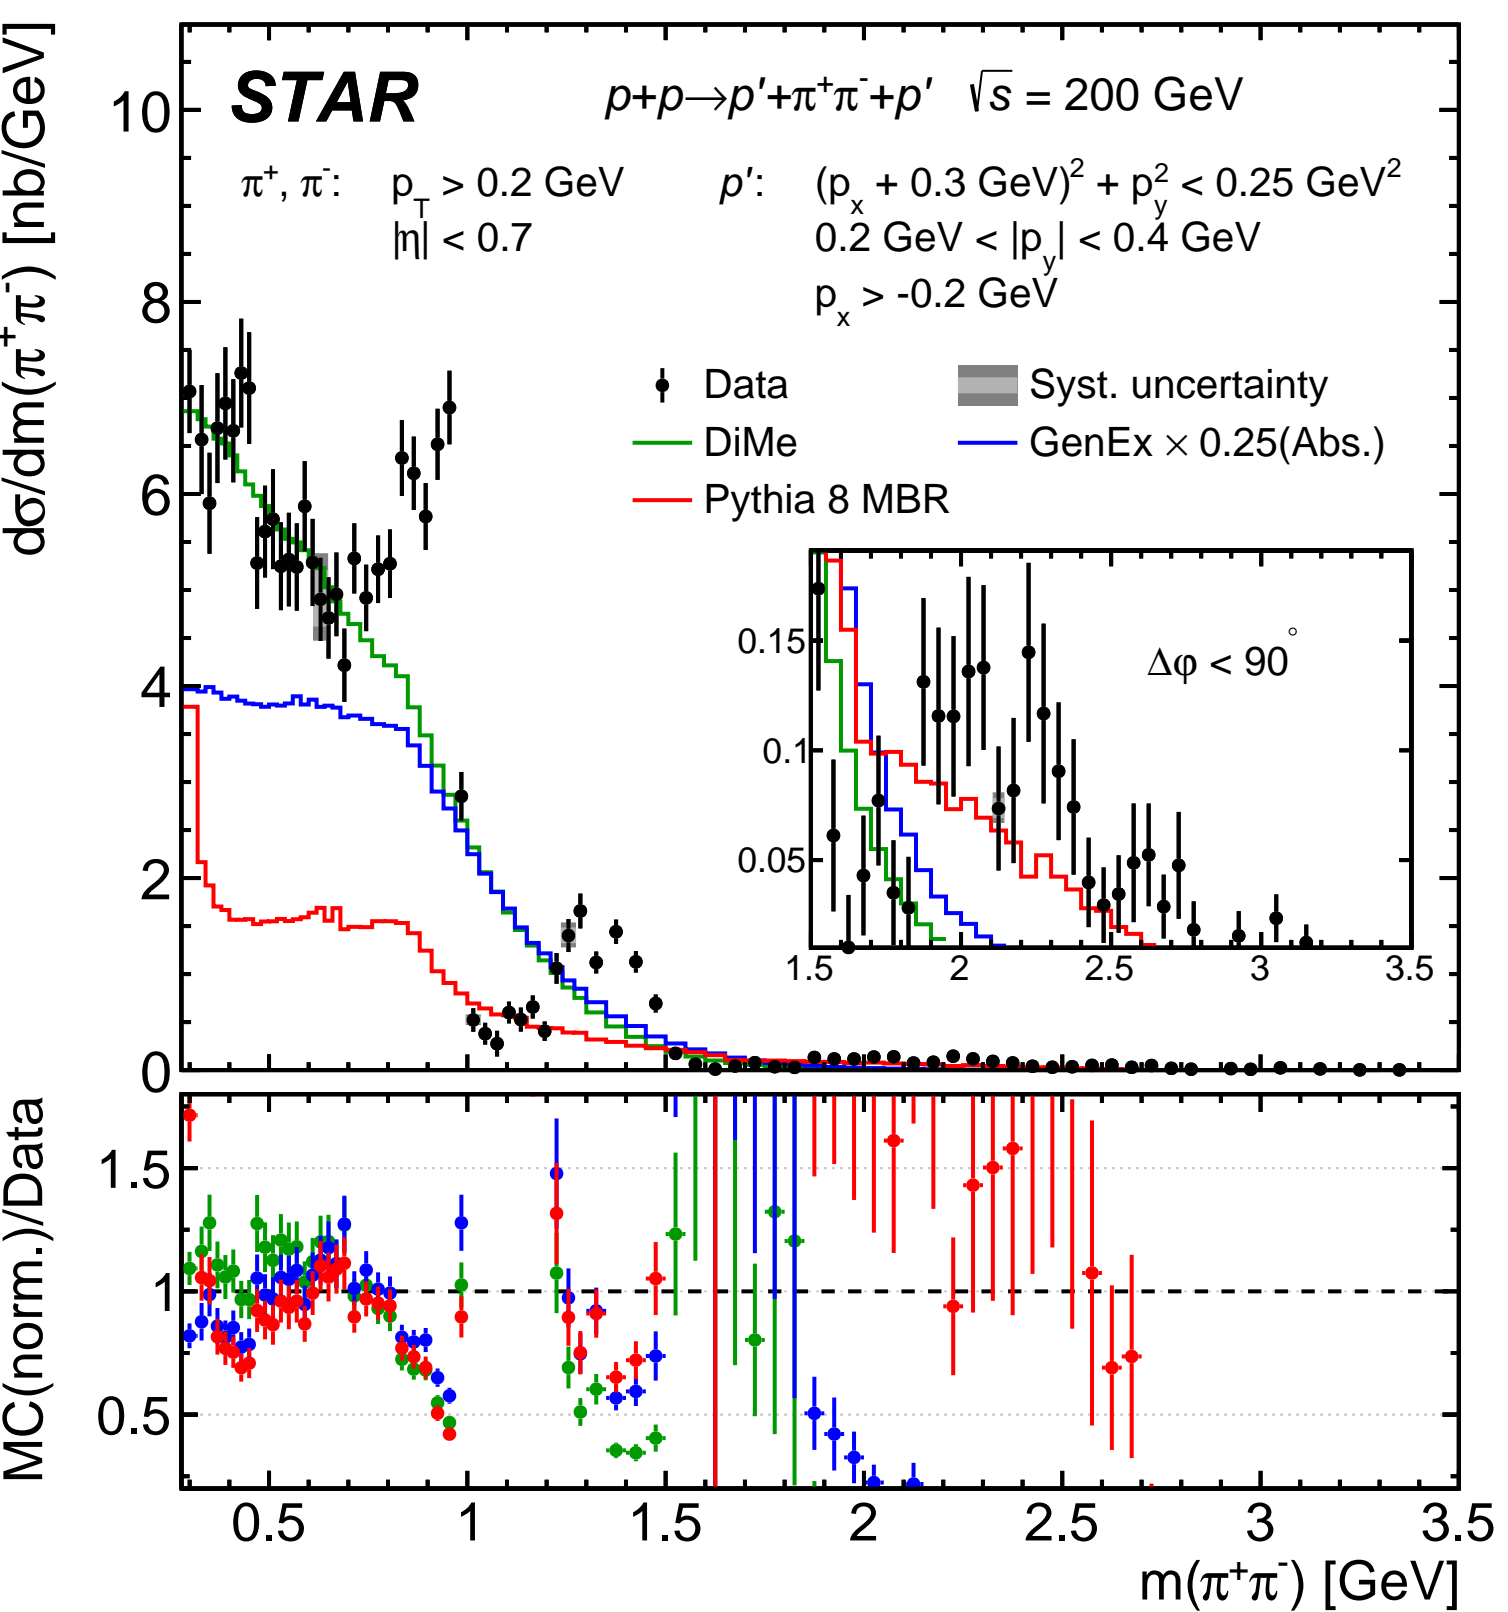 STAR
p+p→p′+π⁺π⁻+p′ √s = 200 GeV
π⁺, π⁻: p_T > 0.2 GeV
|η| < 0.7
p′: (p_x + 0.3 GeV)² + p_y² < 0.25 GeV²
0.2 GeV < |p_y| < 0.4 GeV
p_x > -0.2 GeV
Data
Syst. uncertainty
DiMe
GenEx × 0.25(Abs.)
Pythia 8 MBR
dσ/dm(π⁺π⁻) [nb/GeV]
10
8
6
4
2
0
Δφ < 90°
0.15
0.1
0.05
1.5 2 2.5 3 3.5
MC(norm.)/Data
1.5
1
0.5
0.5 1 1.5 2 2.5 3 3.5
m(π⁺π⁻) [GeV]